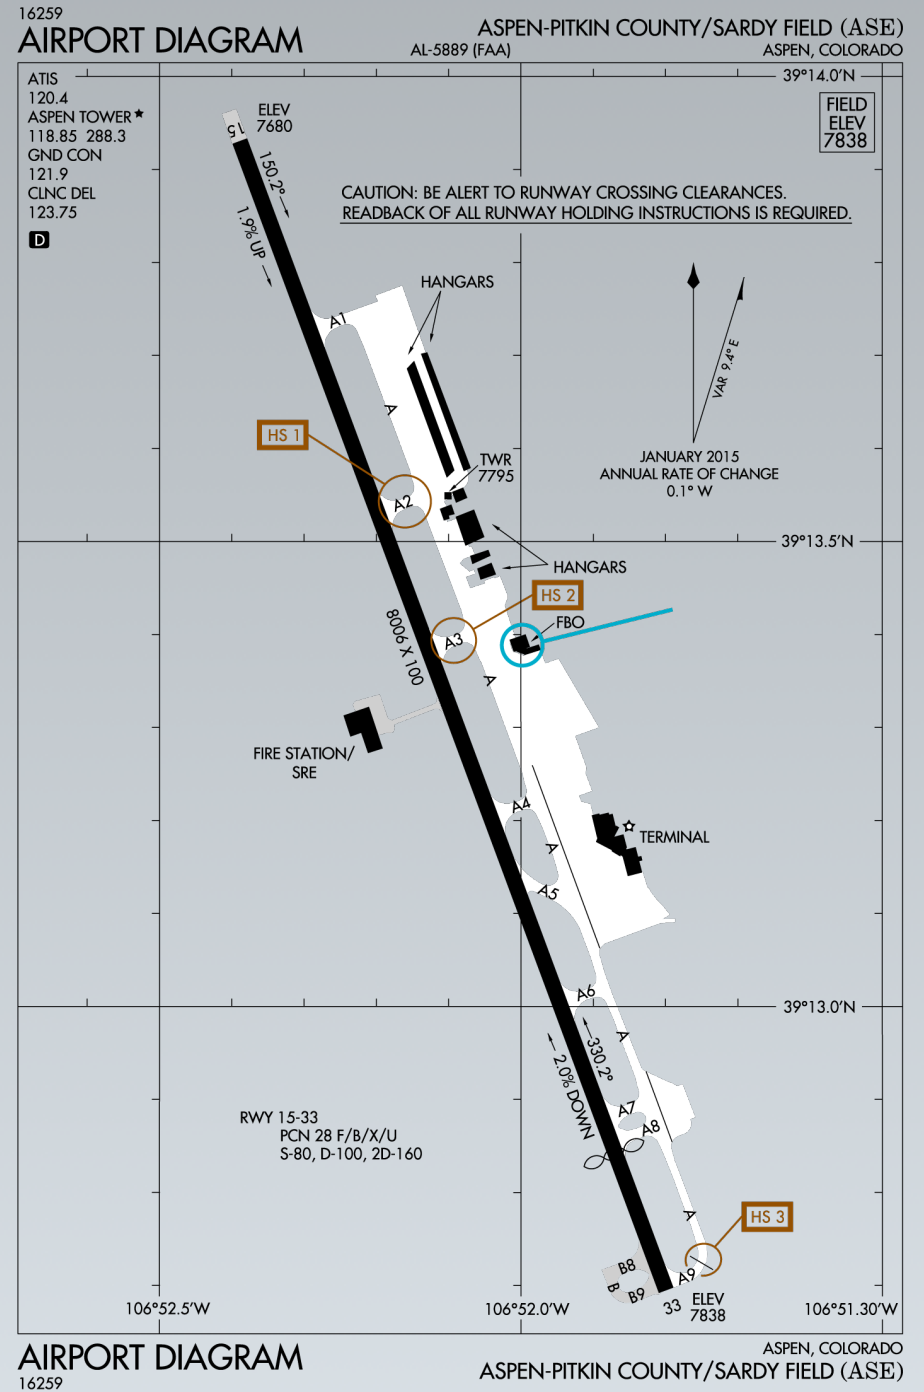 16259
AIRPORT DIAGRAM
AL-5889 (FAA)
ASPEN-PITKIN COUNTY/SARDY FIELD (ASE)
ASPEN, COLORADO
ATIS
120.4
ASPEN TOWER★
118.85 288.3
GND CON
121.9
CLNC DEL
123.75
D
15
ELEV
7680
150.2°
1.9% UP
39°14.0'N
FIELD
ELEV
7838
CAUTION: BE ALERT TO RUNWAY CROSSING CLEARANCES.
READBACK OF ALL RUNWAY HOLDING INSTRUCTIONS IS REQUIRED.
HANGARS
A1
VAR 9.4° E
A
HS 1
JANUARY 2015
ANNUAL RATE OF CHANGE
0.1° W
TWR
7795
A2
39°13.5'N
HANGARS
HS 2
FBO
8006 X 100
A3
A
FIRE STATION/
SRE
A4
TERMINAL
A
A5
A6
39°13.0'N
A
330.2°
2.0% DOWN
RWY 15-33
PCN 28 F/B/X/U
S-80, D-100, 2D-160
A7
A8
A
HS 3
B8
B
B9
A9
33
ELEV
7838
106°52.5'W
106°52.0'W
106°51.30'W
AIRPORT DIAGRAM
16259
ASPEN, COLORADO
ASPEN-PITKIN COUNTY/SARDY FIELD (ASE)